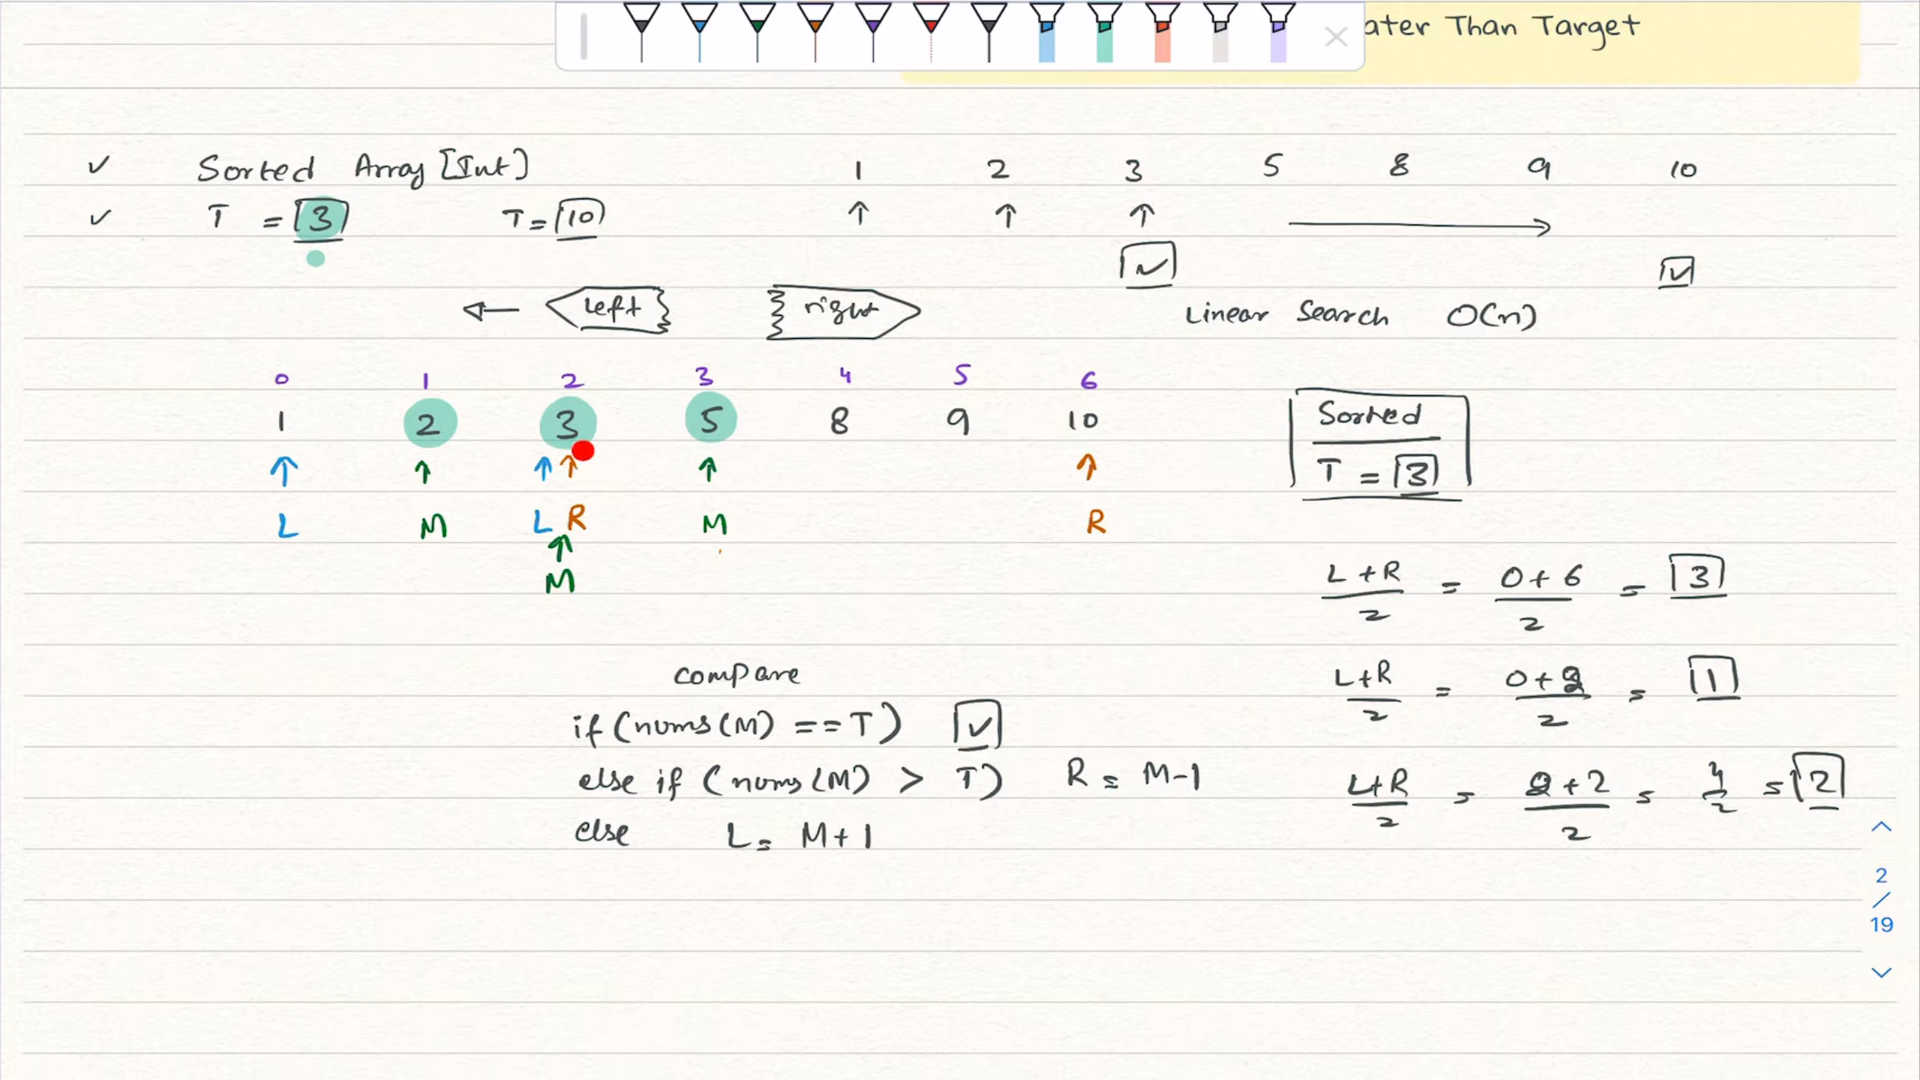 ater Than Target
Sorted Array [Int] 1 2 3 5 8 9 10
T = 3 T = 10
left right Linear Search O(n)
0 1 2 3 4 5 6
1 2 3 5 8 9 10
Sorted
T = 3
L M L R M R
M
L+R/2 = 0+6/2 = 3
L+R/2 = 0+2/2 = 1
L+R/2 = 2+2/2 = 4/2 = 2
compare
if (nums(M) == T)
else if (nums(M) > T) R = M-1
else L = M+1
2
/
19